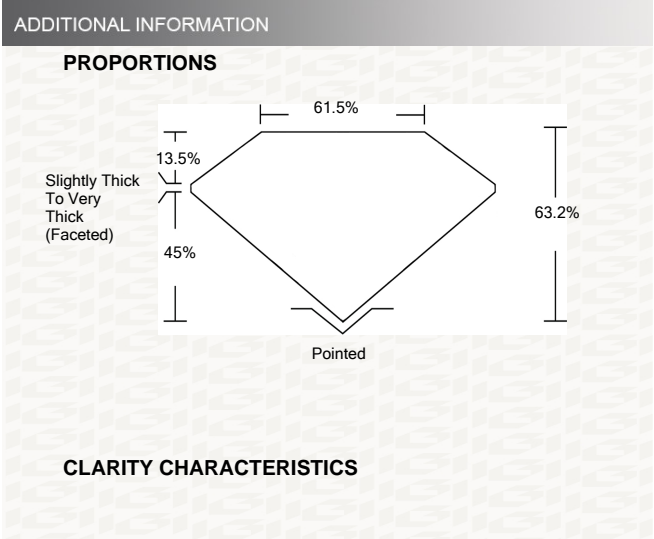 ADDITIONAL INFORMATION
PROPORTIONS
61.5%
13.5%
Slightly Thick
To Very
Thick
(Faceted)
63.2%
45%
Pointed
CLARITY CHARACTERISTICS